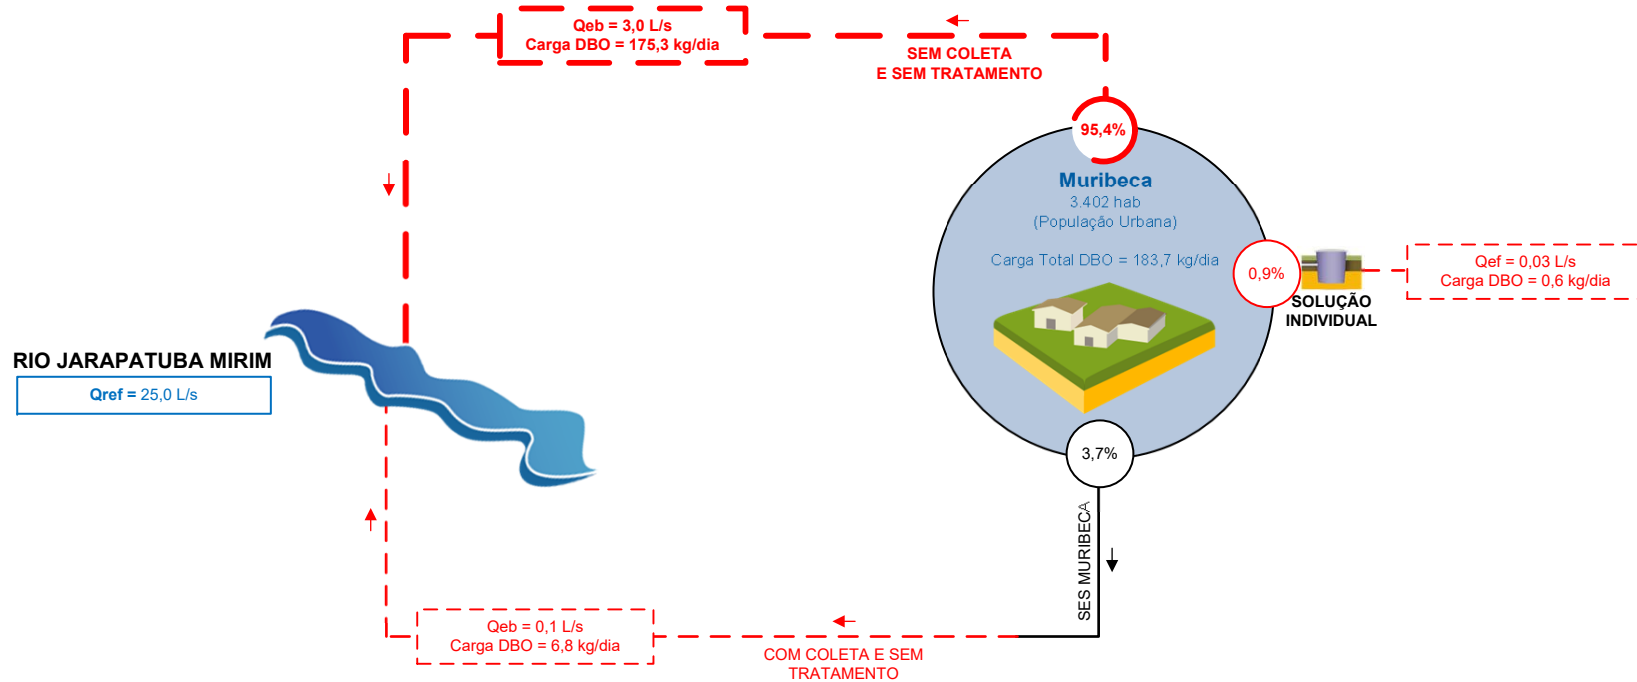 Qeb = 3,0 L/s
Carga DBO = 175,3 kg/dia
SEM COLETA
E SEM TRATAMENTO
95,4%
Muribeca
3.402 hab
(População Urbana)
Carga Total DBO = 183,7 kg/dia
0,9%
SOLUÇÃO
INDIVIDUAL
Qef = 0,03 L/s
Carga DBO = 0,6 kg/dia
RIO JARAPATUBA MIRIM
Qref = 25,0 L/s
3,7%
SES MURIBECA
Qeb = 0,1 L/s
Carga DBO = 6,8 kg/dia
COM COLETA E SEM
TRATAMENTO